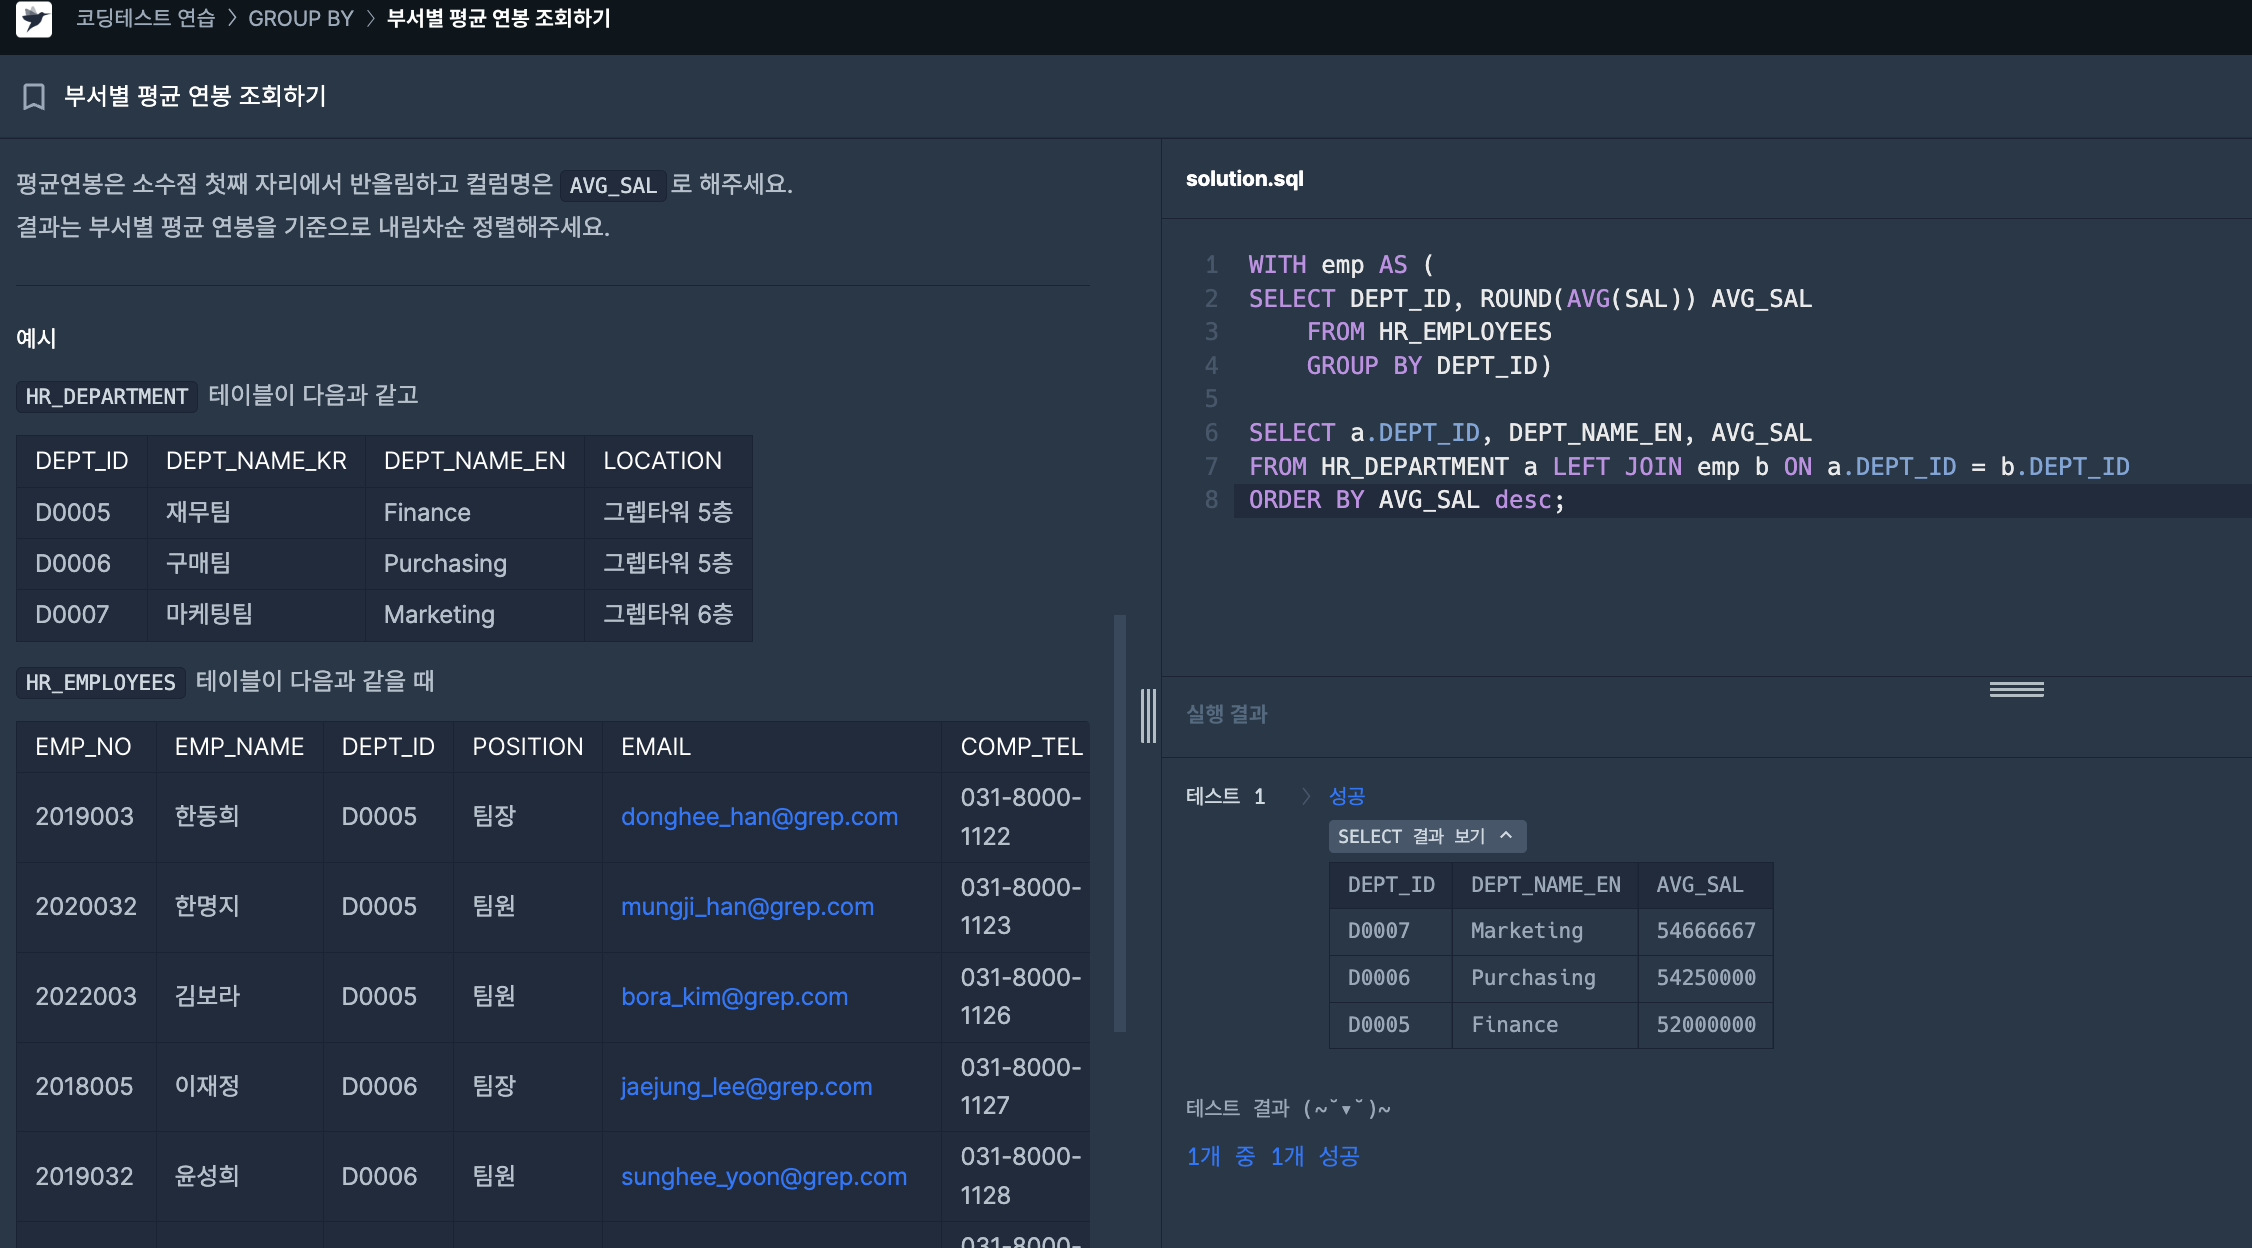 코딩테스트 연습 > GROUP BY > 부서별 평균 연봉 조회하기
부서별 평균 연봉 조회하기
평균연봉은 소수점 첫째 자리에서 반올림하고 컬럼명은 AVG_SAL 로 해주세요.
결과는 부서별 평균 연봉을 기준으로 내림차순 정렬해주세요.
예시
HR_DEPARTMENT 테이블이 다음과 같고
DEPT_ID DEPT_NAME_KR DEPT_NAME_EN LOCATION
D0005 재무팀 Finance 그렙타워 5층
D0006 구매팀 Purchasing 그렙타워 5층
D0007 마케팅팀 Marketing 그렙타워 6층
HR_EMPLOYEES 테이블이 다음과 같을 때
EMP_NO EMP_NAME DEPT_ID POSITION EMAIL COMP_TEL
2019003 한동희 D0005 팀장 donghee_han@grep.com 031-8000-
1122
2020032 한명지 D0005 팀원 mungji_han@grep.com 031-8000-
1123
2022003 김보라 D0005 팀원 bora_kim@grep.com 031-8000-
1126
2018005 이재정 D0006 팀장 jaejung_lee@grep.com 031-8000-
1127
2019032 윤성희 D0006 팀원 sunghee_yoon@grep.com 031-8000-
1128
031-8000-
solution.sql
1 WITH emp AS (
2 SELECT DEPT_ID, ROUND(AVG(SAL)) AVG_SAL
3 FROM HR_EMPLOYEES
4 GROUP BY DEPT_ID)
5
6 SELECT a.DEPT_ID, DEPT_NAME_EN, AVG_SAL
7 FROM HR_DEPARTMENT a LEFT JOIN emp b ON a.DEPT_ID = b.DEPT_ID
8 ORDER BY AVG_SAL desc;
실행 결과
테스트 1 > 성공
SELECT 결과 보기
DEPT_ID DEPT_NAME_EN AVG_SAL
D0007 Marketing 54666667
D0006 Purchasing 54250000
D0005 Finance 52000000
테스트 결과 (~˘▾˘)~
1개 중 1개 성공